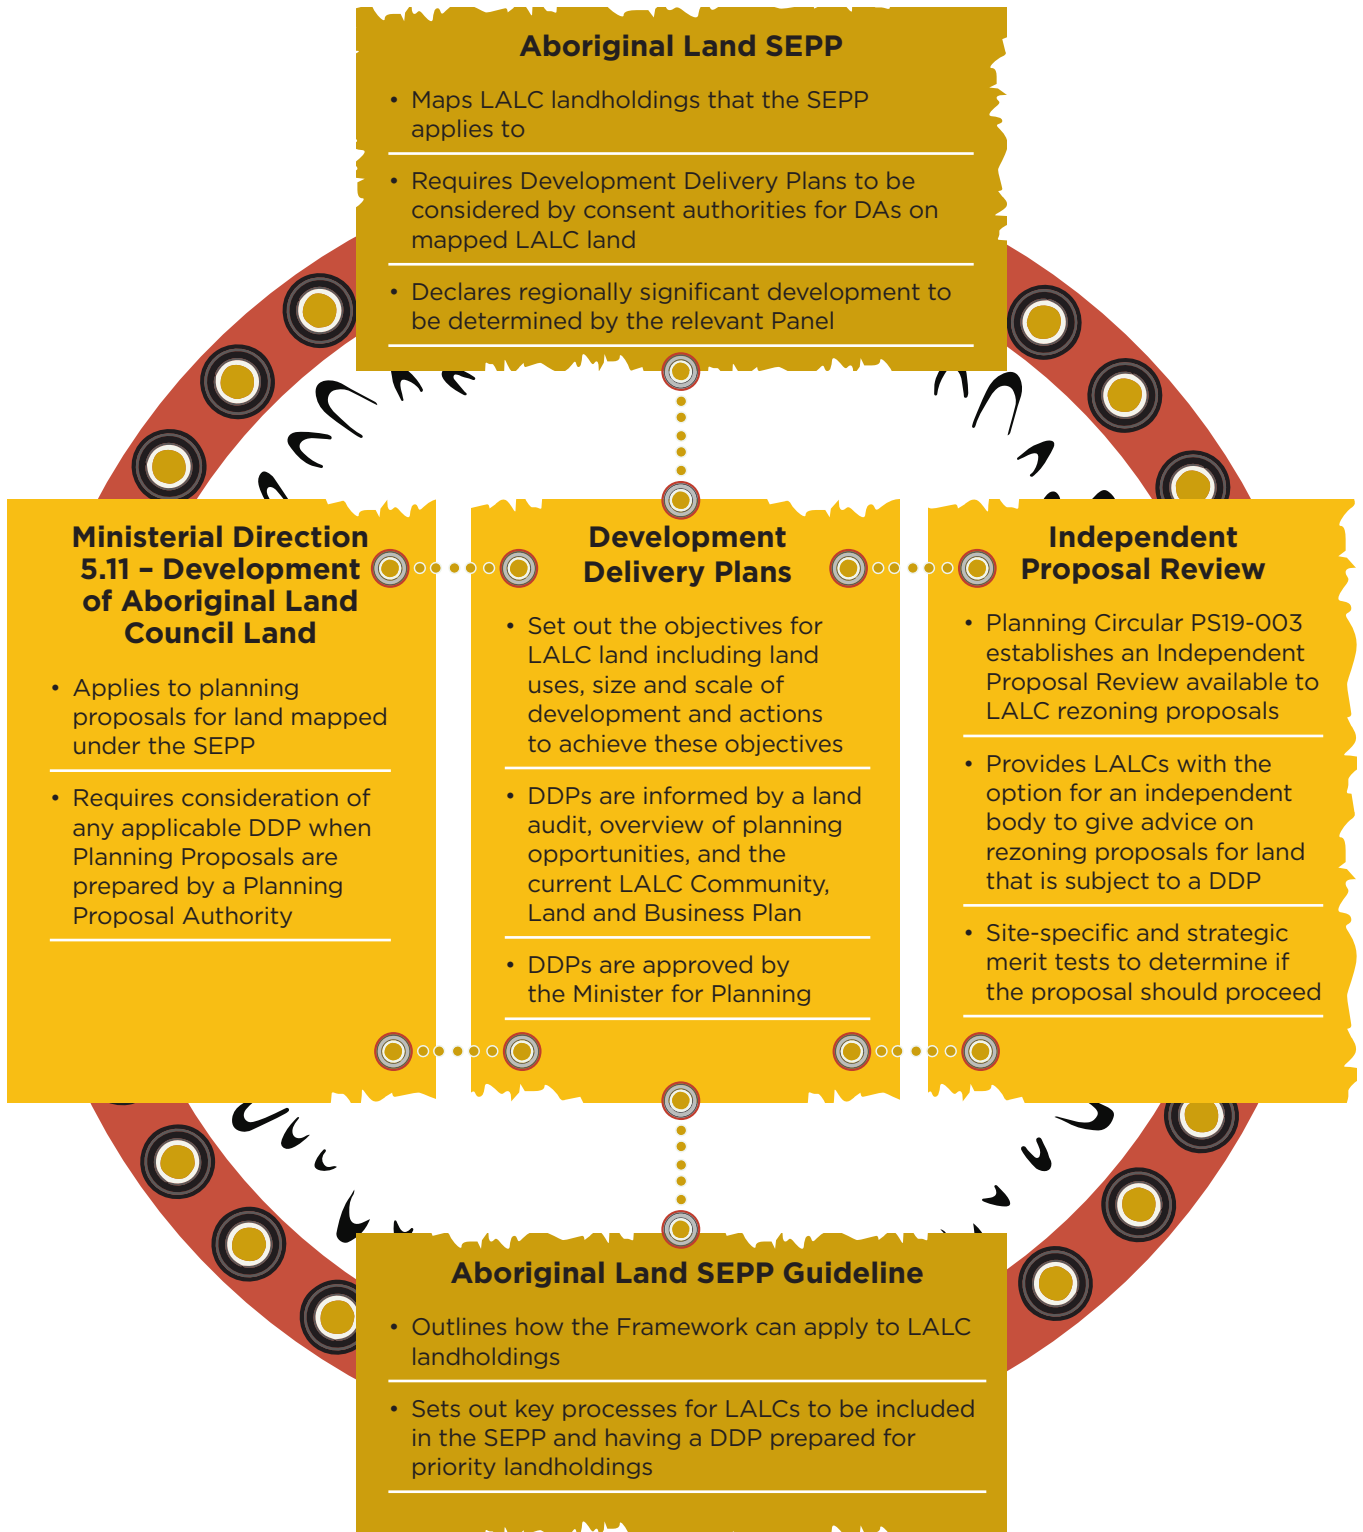 Aboriginal Land SEPP
• Maps LALC landholdings that the SEPP
applies to
• Requires Development Delivery Plans to be
considered by consent authorities for DAs on
mapped LALC land
• Declares regionally significant development to
be determined by the relevant Panel
Ministerial Direction
5.11 – Development
of Aboriginal Land
Council Land
• Applies to planning
proposals for land mapped
under the SEPP
• Requires consideration of
any applicable DDP when
Planning Proposals are
prepared by a Planning
Proposal Authority
Development
Delivery Plans
• Set out the objectives for
LALC land including land
uses, size and scale of
development and actions
to achieve these objectives
• DDPs are informed by a land
audit, overview of planning
opportunities, and the
current LALC Community,
Land and Business Plan
• DDPs are approved by
the Minister for Planning
Independent
Proposal Review
• Planning Circular PS19-003
establishes an Independent
Proposal Review available to
LALC rezoning proposals
• Provides LALCs with the
option for an independent
body to give advice on
rezoning proposals for land
that is subject to a DDP
• Site-specific and strategic
merit tests to determine if
the proposal should proceed
Aboriginal Land SEPP Guideline
• Outlines how the Framework can apply to LALC
landholdings
• Sets out key processes for LALCs to be included
in the SEPP and having a DDP prepared for
priority landholdings